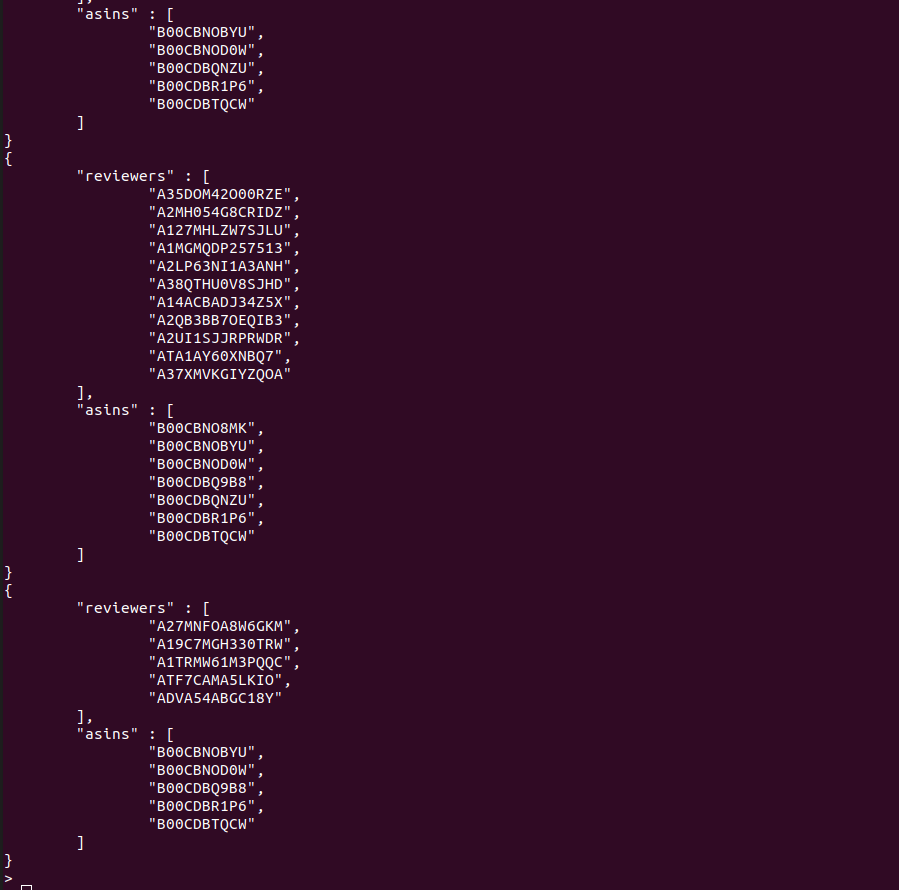 ],
"asins" : [
"B00CBNOBYU",
"B00CBNOD0W",
"B00CDBQNZU",
"B00CDBR1P6",
"B00CDBTQCW"
]
}
{
"reviewers" : [
"A35DOM42O00RZE",
"A2MH054G8CRIDZ",
"A127MHLZW7SJLU",
"A1MGMQDP257513",
"A2LP63NI1A3ANH",
"A38QTHU0V8SJHD",
"A14ACBADJ34Z5X",
"A2QB3BB7OEQIB3",
"A2UI1SJJRPRWDR",
"ATA1AY60XNBQ7",
"A37XMVKGIYZQOA"
],
"asins" : [
"B00CBNO8MK",
"B00CBNOBYU",
"B00CBNOD0W",
"B00CDBQ9B8",
"B00CDBQNZU",
"B00CDBR1P6",
"B00CDBTQCW"
]
}
{
"reviewers" : [
"A27MNFOA8W6GKM",
"A19C7MGH330TRW",
"A1TRMW61M3PQQC",
"ATF7CAMA5LKIO",
"ADVA54ABGC18Y"
],
"asins" : [
"B00CBNOBYU",
"B00CBNOD0W",
"B00CDBQ9B8",
"B00CDBR1P6",
"B00CDBTQCW"
]
}
>